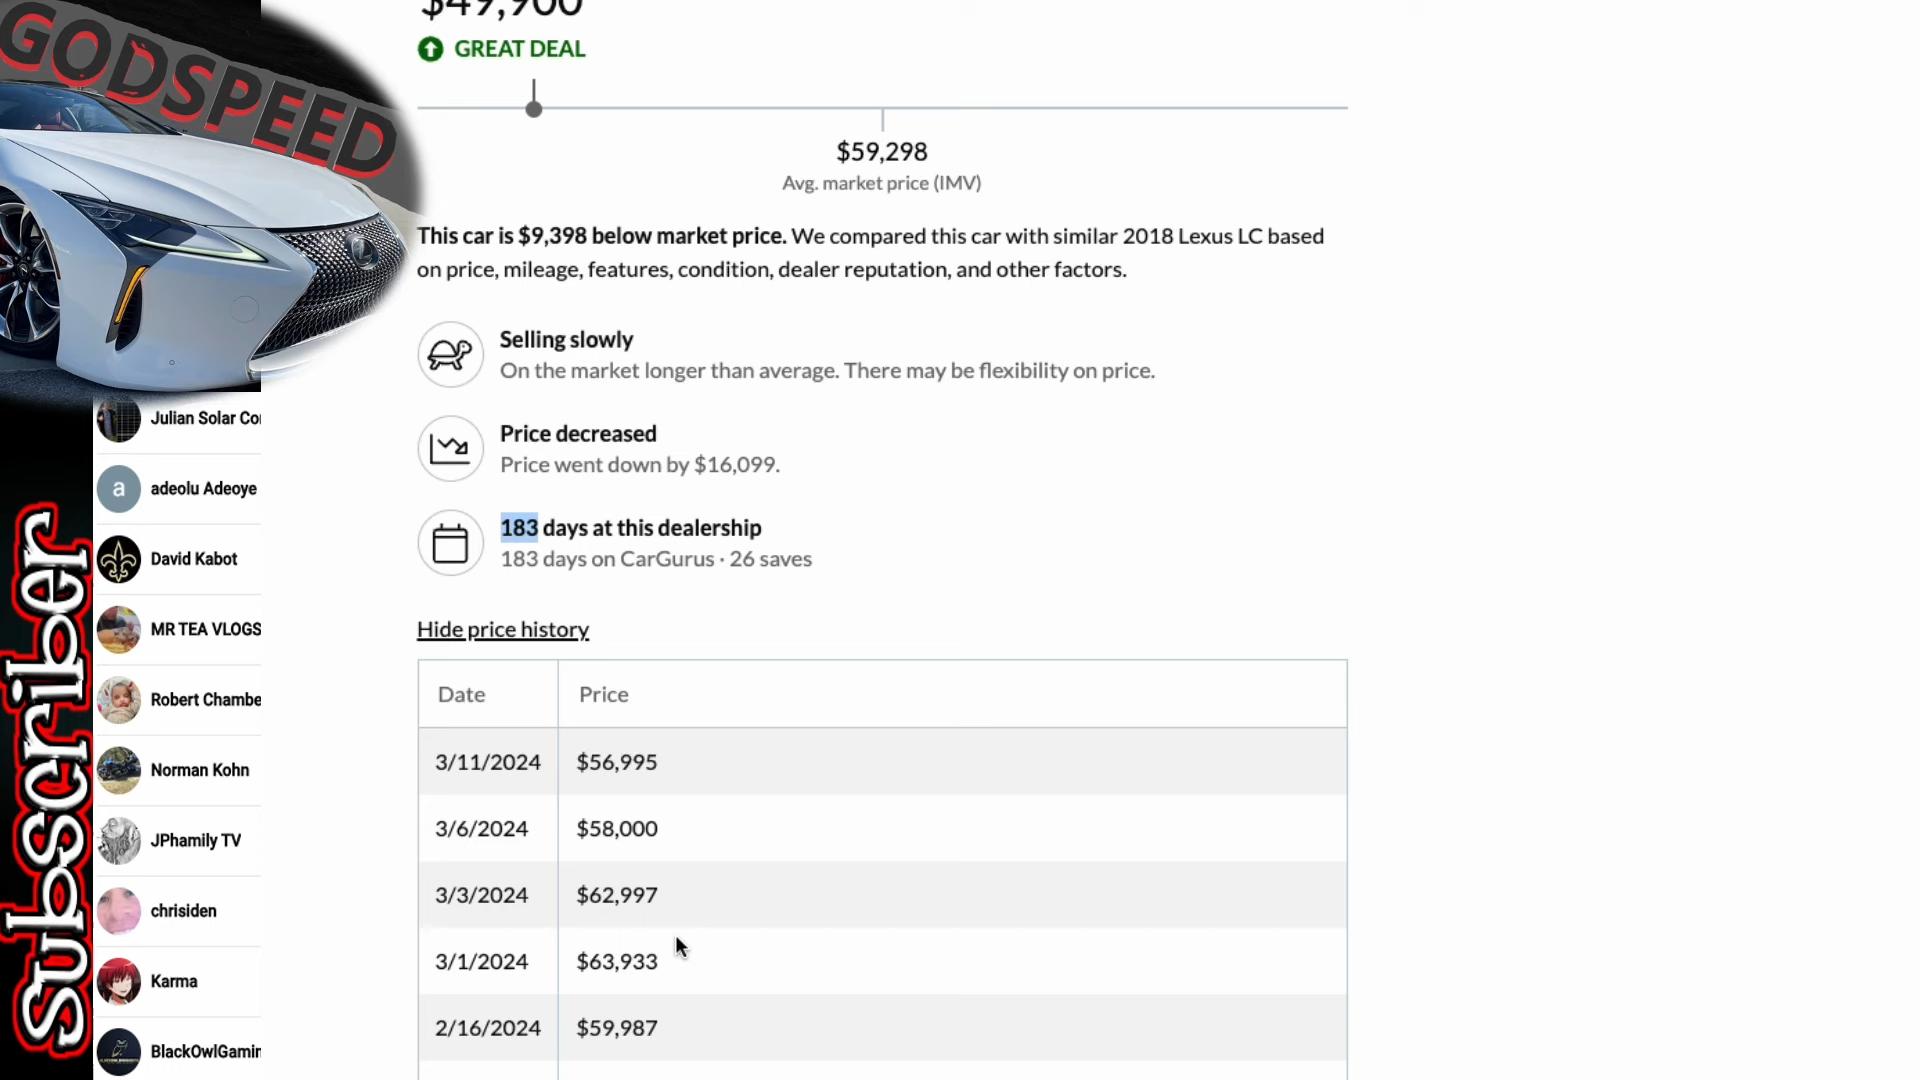 $49,900
GREAT DEAL
$59,298
Avg. market price (IMV)
This car is $9,398 below market price. We compared this car with similar 2018 Lexus LC based
on price, mileage, features, condition, dealer reputation, and other factors.
Selling slowly
On the market longer than average. There may be flexibility on price.
Price decreased
Price went down by $16,099.
183 days at this dealership
183 days on CarGurus · 26 saves
Hide price history
Date Price
3/11/2024 $56,995
3/6/2024 $58,000
3/3/2024 $62,997
3/1/2024 $63,933
2/16/2024 $59,987
GODSPEED
Subscriber
Julian Solar Co
a
adeolu Adeoye
David Kabot
MR TEA VLOGS
Robert Chambe
Norman Kohn
JPhamily TV
chrisiden
Karma
BlackOwlGamin